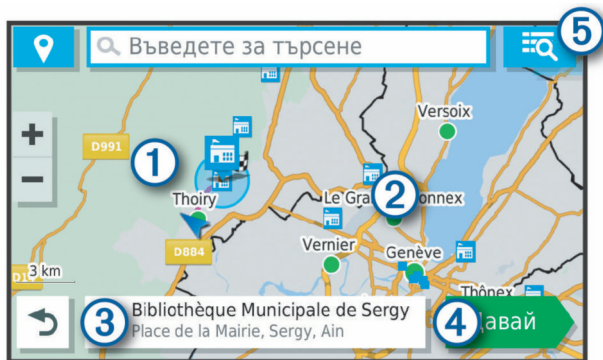 Въведете за търсене
5
Versoix
D991
1
Thoiry
2
Le Gra onnex
Vernier
Genève
D884
3 km
Thônex
3
Bibliothèque Municipale de Sergy
Place de la Mairie, Sergy, Ain
4
авай